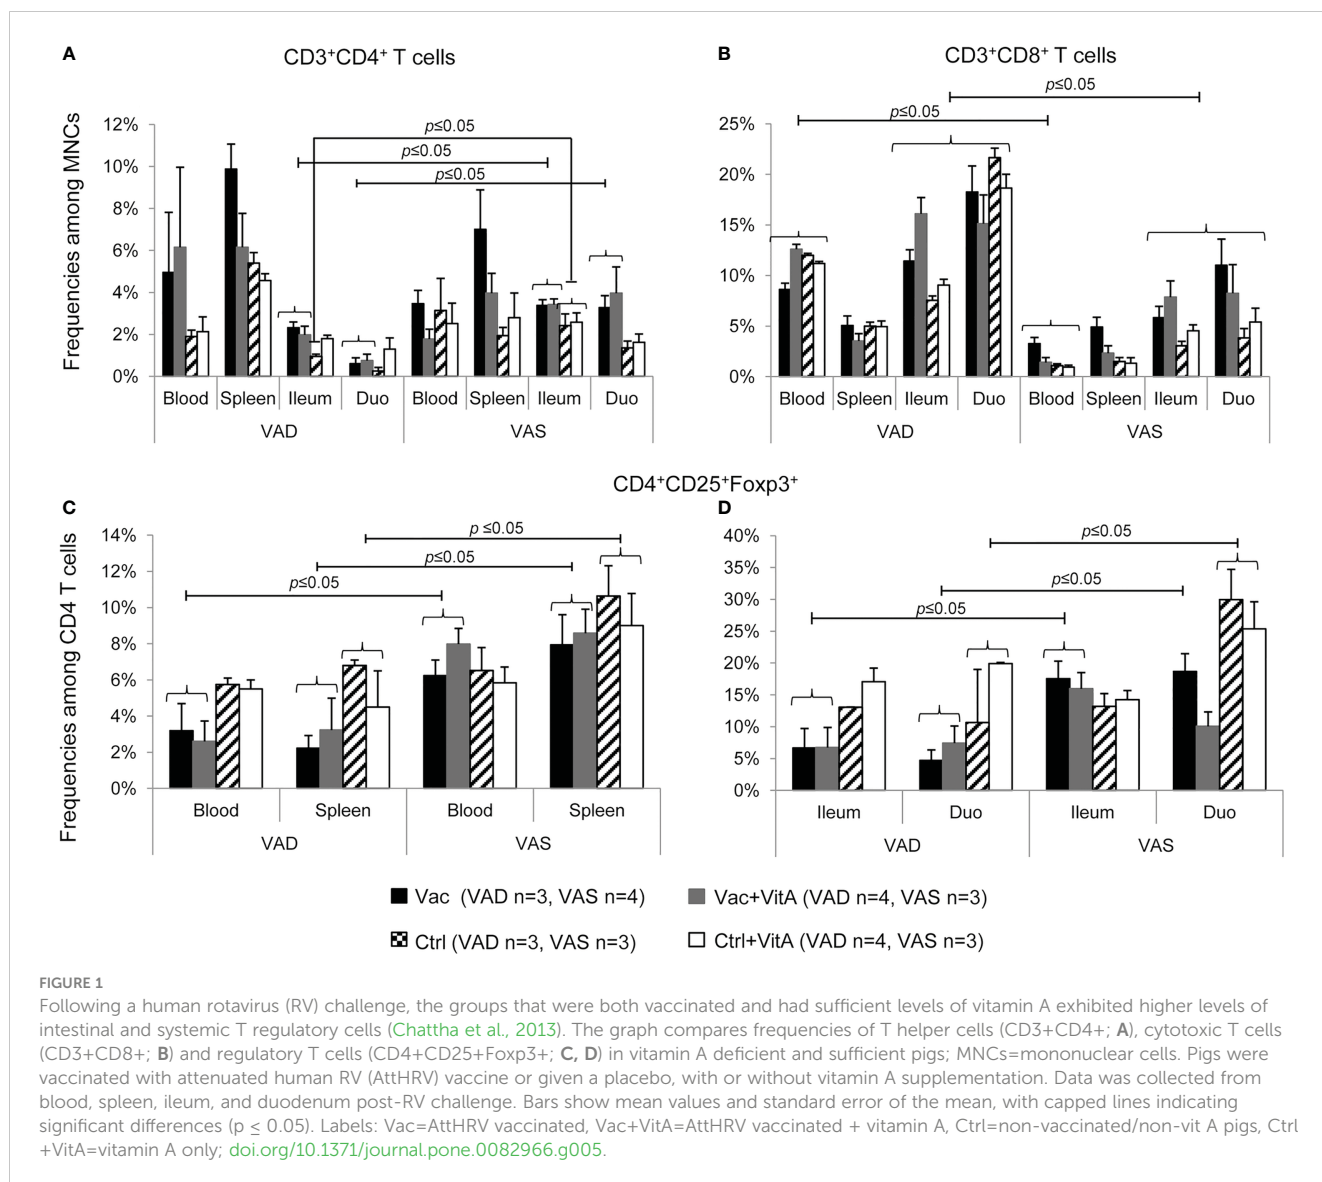 A
CD3⁺CD4⁺ T cells
B
CD3⁺CD8⁺ T cells
Frequencies among MNCs
12%
10%
8%
6%
4%
2%
0%
p≤0.05
p≤0.05
p≤0.05
Blood Spleen Ileum Duo Blood Spleen Ileum Duo
VAD VAS
25%
20%
15%
10%
5%
0%
p≤0.05
p≤0.05
Blood Spleen Ileum Duo Blood Spleen Ileum Duo
VAD VAS
CD4⁺CD25⁺Foxp3⁺
C
D
Frequencies among CD4 T cells
14%
12%
10%
8%
6%
4%
2%
0%
p ≤0.05
p≤0.05
p≤0.05
Blood Spleen Blood Spleen
VAD VAS
40%
35%
30%
25%
20%
15%
10%
5%
0%
p≤0.05
p≤0.05
p≤0.05
Ileum Duo Ileum Duo
VAD VAS
Vac (VAD n=3, VAS n=4) Vac+VitA (VAD n=4, VAS n=3)
Ctrl (VAD n=3, VAS n=3) Ctrl+VitA (VAD n=4, VAS n=3)
FIGURE 1
Following a human rotavirus (RV) challenge, the groups that were both vaccinated and had sufficient levels of vitamin A exhibited higher levels of
intestinal and systemic T regulatory cells (Chattha et al., 2013). The graph compares frequencies of T helper cells (CD3+CD4+; A), cytotoxic T cells
(CD3+CD8+; B) and regulatory T cells (CD4+CD25+Foxp3+; C, D) in vitamin A deficient and sufficient pigs; MNCs=mononuclear cells. Pigs were
vaccinated with attenuated human RV (AttHRV) vaccine or given a placebo, with or without vitamin A supplementation. Data was collected from
blood, spleen, ileum, and duodenum post-RV challenge. Bars show mean values and standard error of the mean, with capped lines indicating
significant differences (p ≤ 0.05). Labels: Vac=AttHRV vaccinated, Vac+VitA=AttHRV vaccinated + vitamin A, Ctrl=non-vaccinated/non-vit A pigs, Ctrl
+VitA=vitamin A only; doi.org/10.1371/journal.pone.0082966.g005.